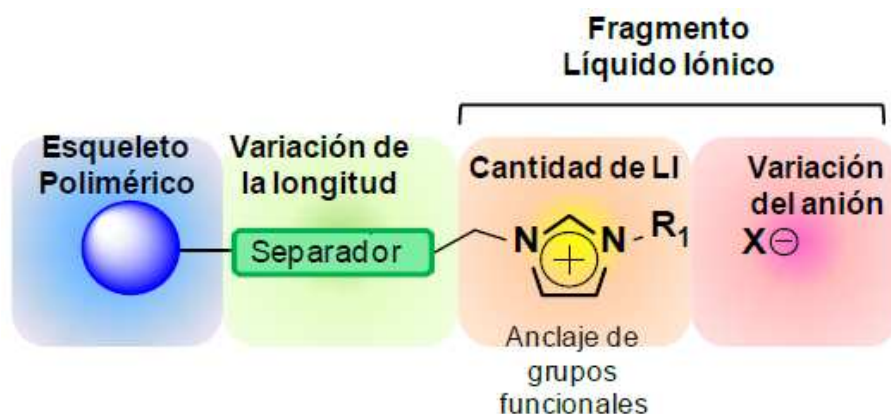 Fragmento
Líquido Iónico
Esqueleto
Polimérico
Variación de
la longitud
Cantidad de LI
Variación
del anión
Separador
N
N
R1
X⊖
Anclaje de
grupos
funcionales